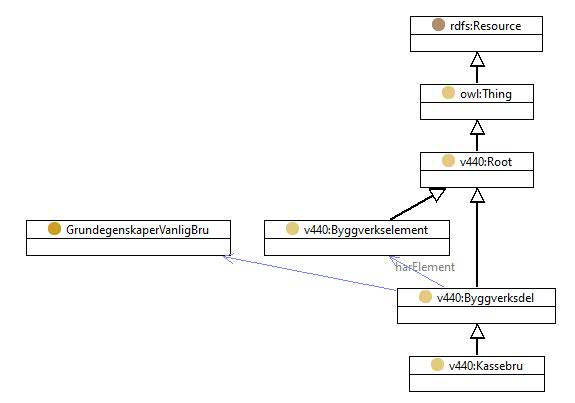 rdfs:Resource
owl:Thing
v440:Root
GrundegenskaperVanligBru
v440:Byggverkselement
harElement
v440:Byggverksdel
v440:Kassebru